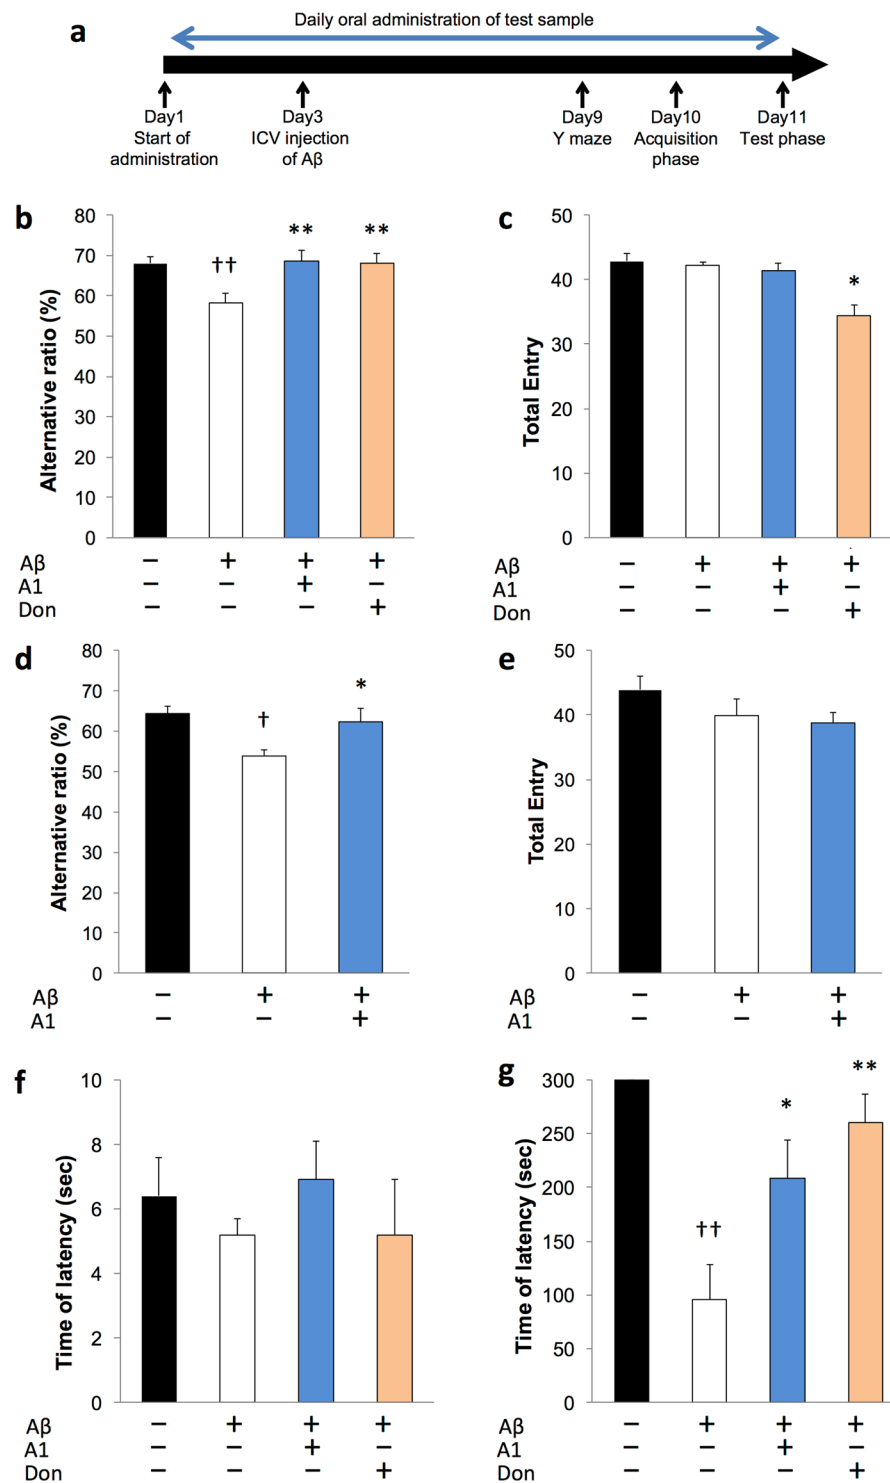 a
Daily oral administration of test sample
Day1
Start of
administration
Day3
ICV injection
of Aβ
Day9
Y maze
Day10
Acquisition
phase
Day11
Test phase
b
Alternative ratio (%)
80
70
60
50
40
30
20
10
0
††
**
**
Aβ − + + +
A1 − − + −
Don − − − +
c
Total Entry
50
40
30
20
10
0
*
Aβ − + + +
A1 − − + −
Don − − − +
d
Alternative ratio (%)
80
70
60
50
40
30
20
10
0
†
*
Aβ − + +
A1 − − +
e
Total Entry
50
40
30
20
10
0
Aβ − + +
A1 − − +
f
Time of latency (sec)
10
8
6
4
2
0
Aβ − + + +
A1 − − + −
Don − − − +
g
Time of latency (sec)
300
250
200
150
100
50
0
††
*
**
Aβ − + + +
A1 − − + −
Don − − − +